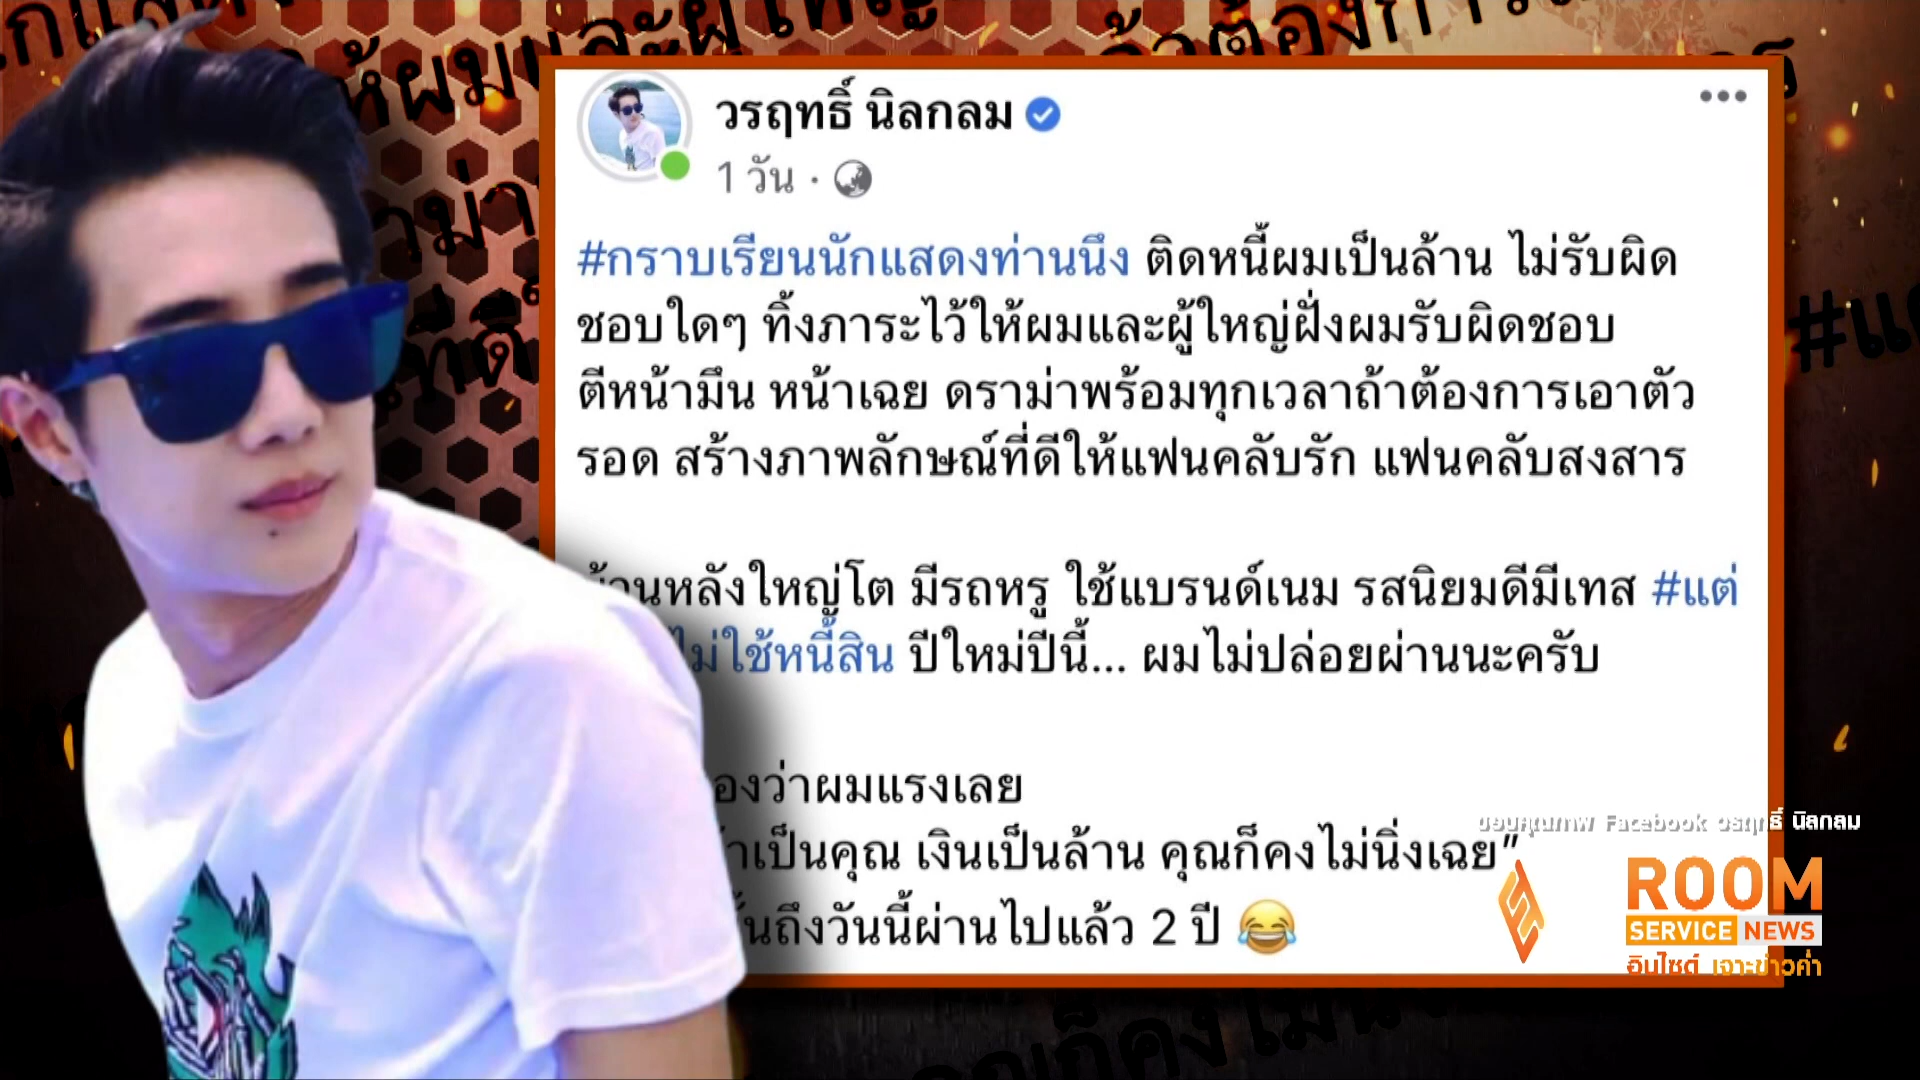 วรฤทธิ์ นิลกลม
1 วัน
#กราบเรียนนักแสดงท่านนึง ติดหนี้ผมเป็นล้าน ไม่รับผิด
ชอบใดๆ ทิ้งภาระไว้ให้ผมและผู้ใหญ่ฝั่งผมรับผิดชอบ
ตีหน้ามึน หน้าเฉย ดราม่าพร้อมทุกเวลาถ้าต้องการเอาตัว
รอด สร้างภาพลักษณ์ที่ดีให้แฟนคลับรัก แฟนคลับสงสาร
บ้านหลังใหญ่โต มีรถหรู ใช้แบรนด์เนม รสนิยมดีมีเทส #แต่
ไม่ใช้หนี้สิน ปีใหม่ปีนี้... ผมไม่ปล่อยผ่านนะครับ
ว่าผมแรงเลย
เป็นคุณ เงินเป็นล้าน คุณก็คงไม่นิ่งเฉย”
ถึงวันนี้ผ่านไปแล้ว 2 ปี 😂
ขอบคุณภาพ Facebook วรฤทธิ์ นิลกลม
ROOM
SERVICE NEWS
อินไซด์ เจาะข่าวค่ำ